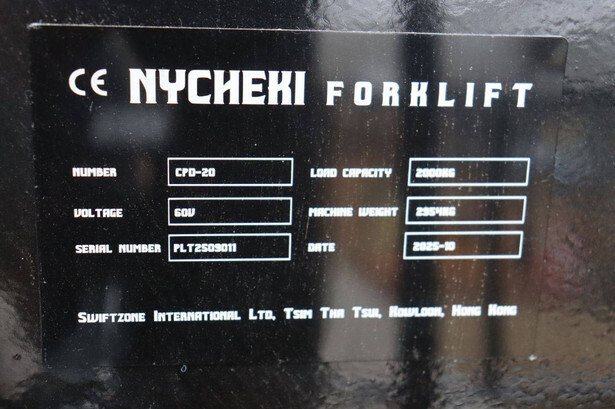 CE NYCHEKI FORKLIFT
NUMBER CPD-20 LOAD CAPACITY 2000KG
VOLTAGE 60V MACHINE WEIGHT 2954KG
SERIAL NUMBER PLT2509011 DATE 2025-10
SWIFTZONE INTERNATIONAL LTD, TSIM THA TSUI, KOWLOON, HONG KONG